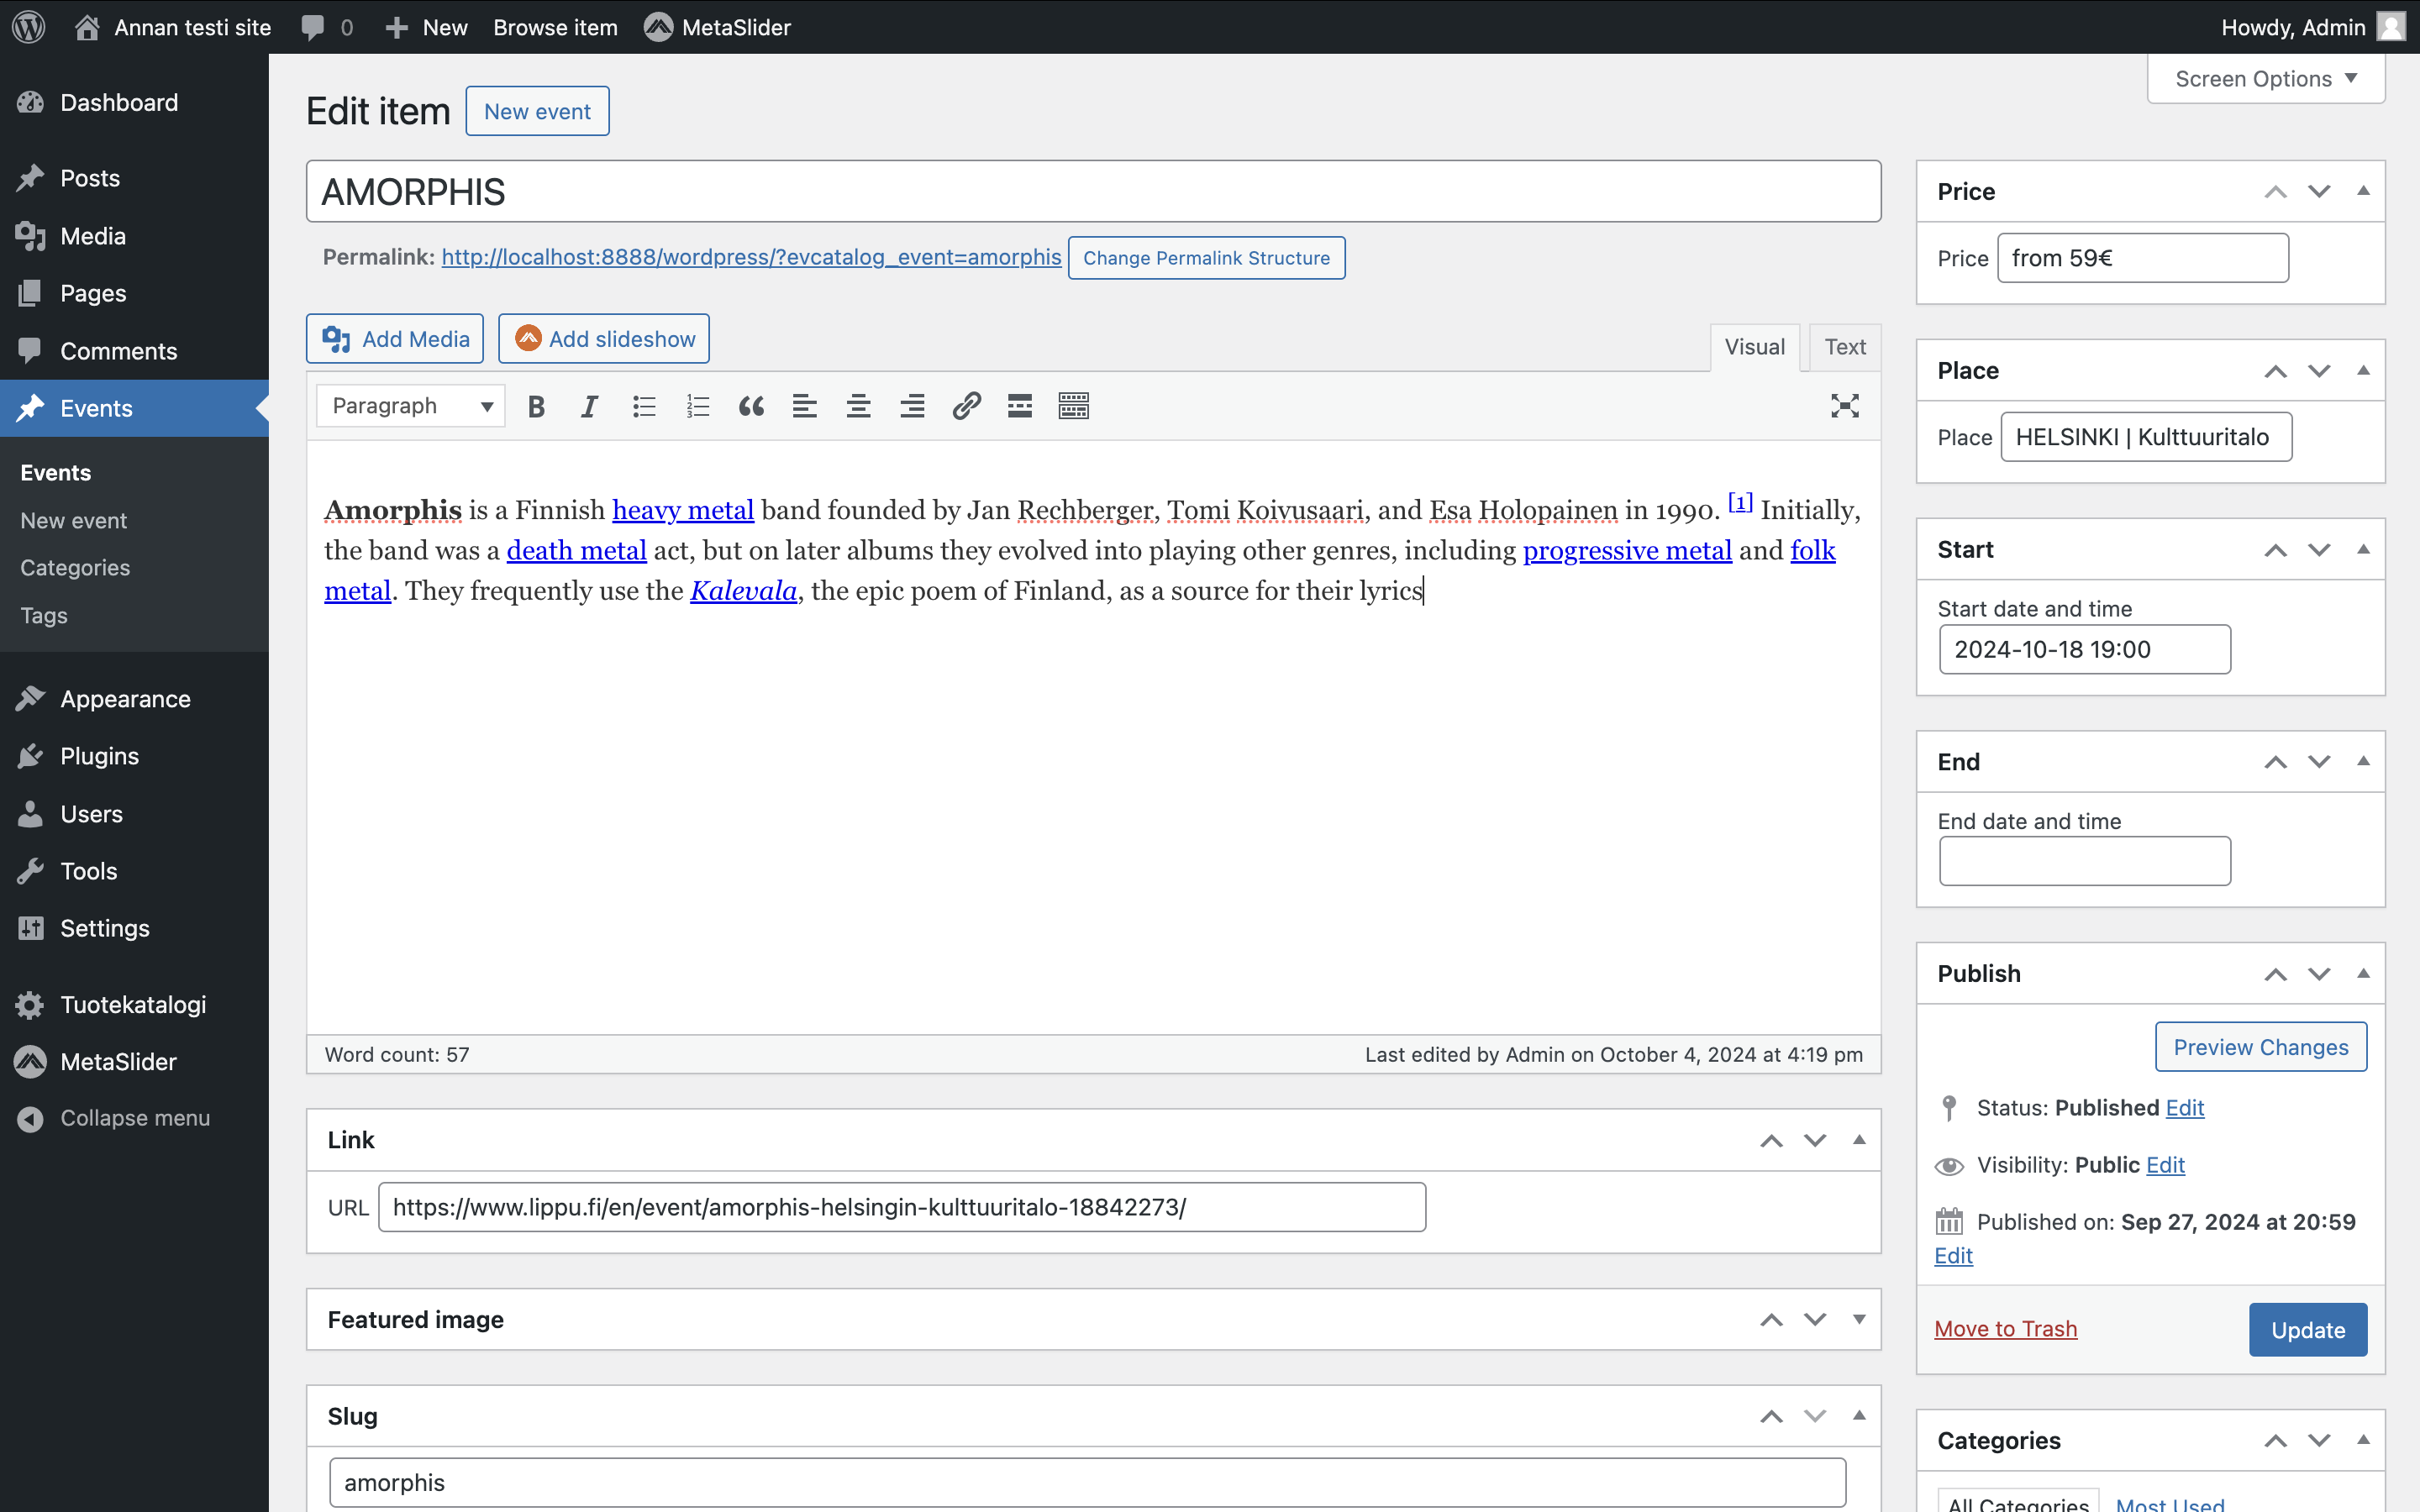 Annan testi site 0 New Browse item MetaSlider Howdy, Admin
Screen Options
Dashboard
Posts
Media
Pages
Comments
Events
Events
New event
Categories
Tags
Appearance
Plugins
Users
Tools
Settings
Tuotekatalogi
MetaSlider
Collapse menu
Edit item New event
AMORPHIS
Permalink: http://localhost:8888/wordpress/?evcatalog_event=amorphis Change Permalink Structure
Add Media Add slideshow Visual Text
Paragraph
Amorphis is a Finnish heavy metal band founded by Jan Rechberger, Tomi Koivusaari, and Esa Holopainen in 1990. [1] Initially,
the band was a death metal act, but on later albums they evolved into playing other genres, including progressive metal and folk
metal. They frequently use the Kalevala, the epic poem of Finland, as a source for their lyrics
Word count: 57 Last edited by Admin on October 4, 2024 at 4:19 pm
Link
URL https://www.lippu.fi/en/event/amorphis-helsingin-kulttuuritalo-18842273/
Featured image
Slug
amorphis
Price
Price from 59€
Place
Place HELSINKI | Kulttuuritalo
Start
Start date and time
2024-10-18 19:00
End
End date and time
Publish
Preview Changes
Status: Published Edit
Visibility: Public Edit
Published on: Sep 27, 2024 at 20:59
Edit
Move to Trash Update
Categories
All Categories Most Used